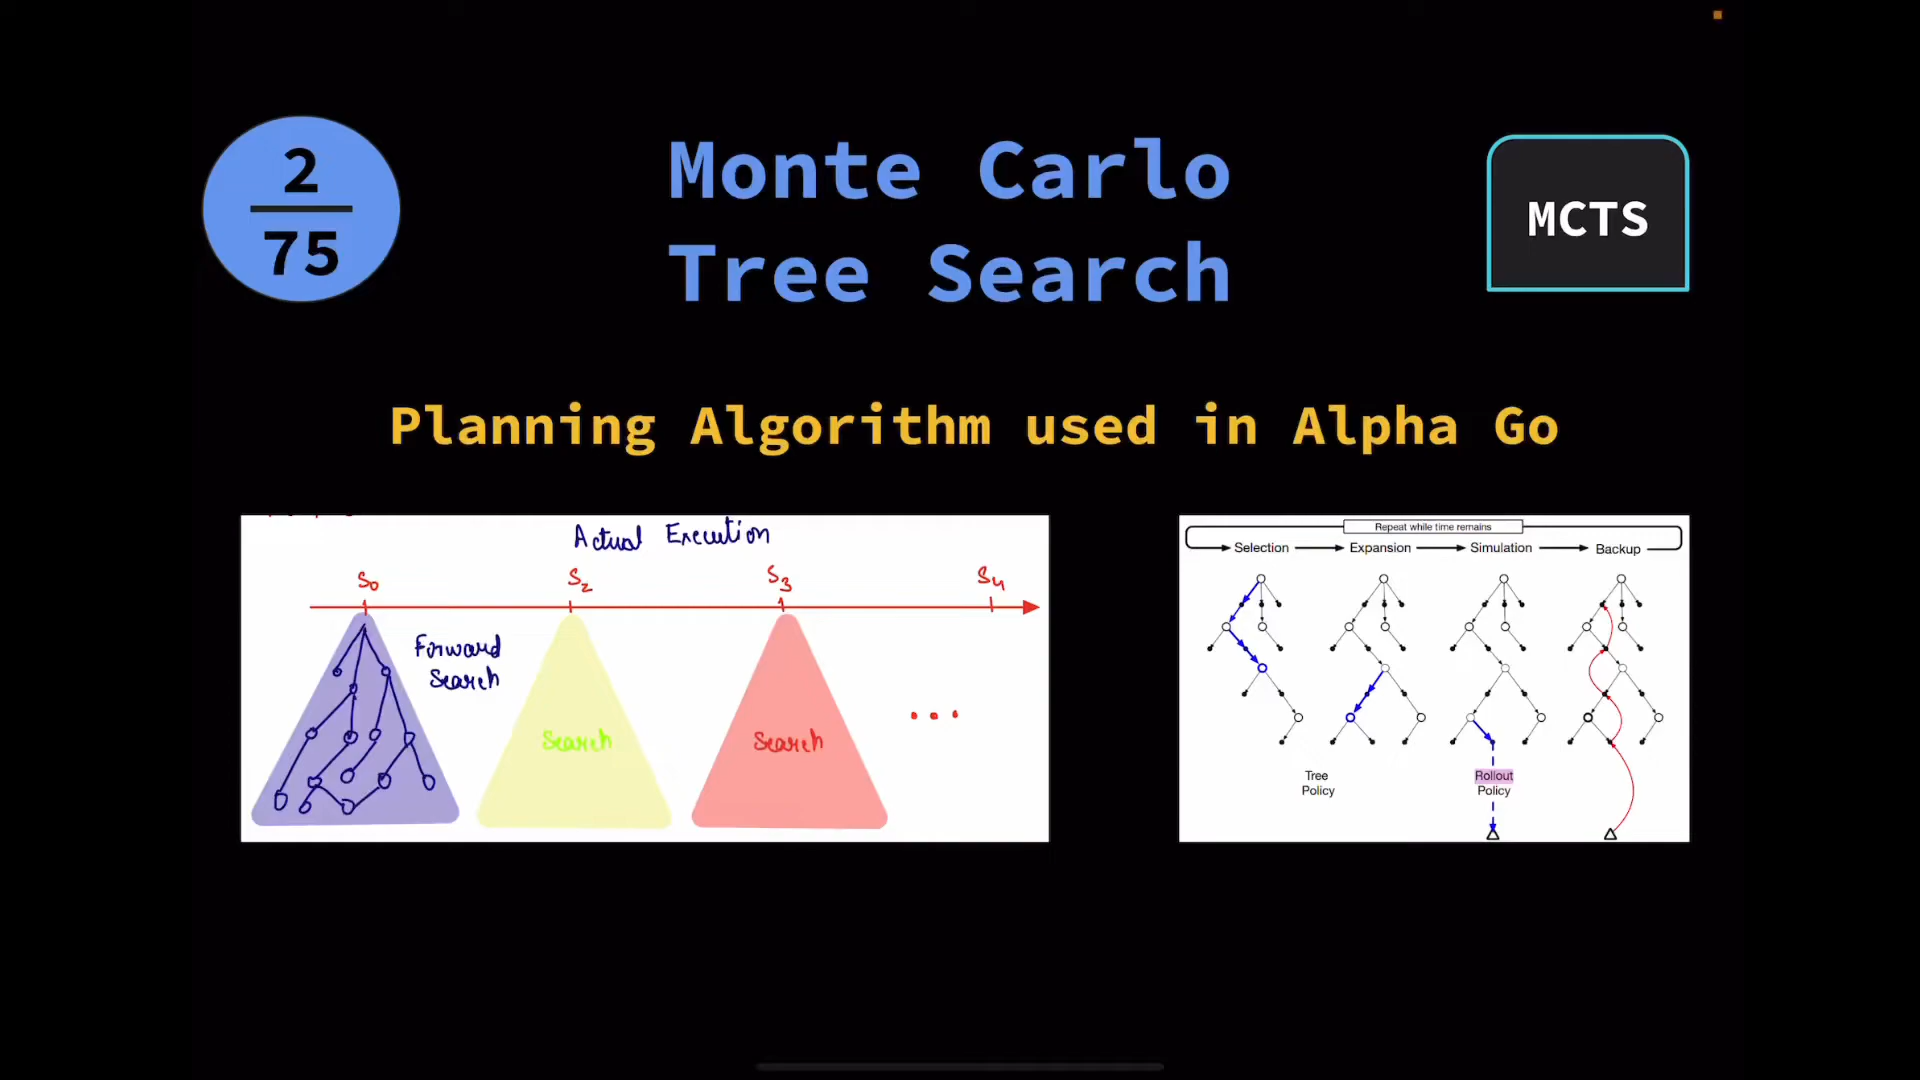 2
75
Monte Carlo
Tree Search
MCTS
Planning Algorithm used in Alpha Go
Actual Execution
S0
S2
S3
S4
Forward
Search
Search
Search
...
Repeat while time remains
Selection
Expansion
Simulation
Backup
Tree
Policy
Rollout
Policy